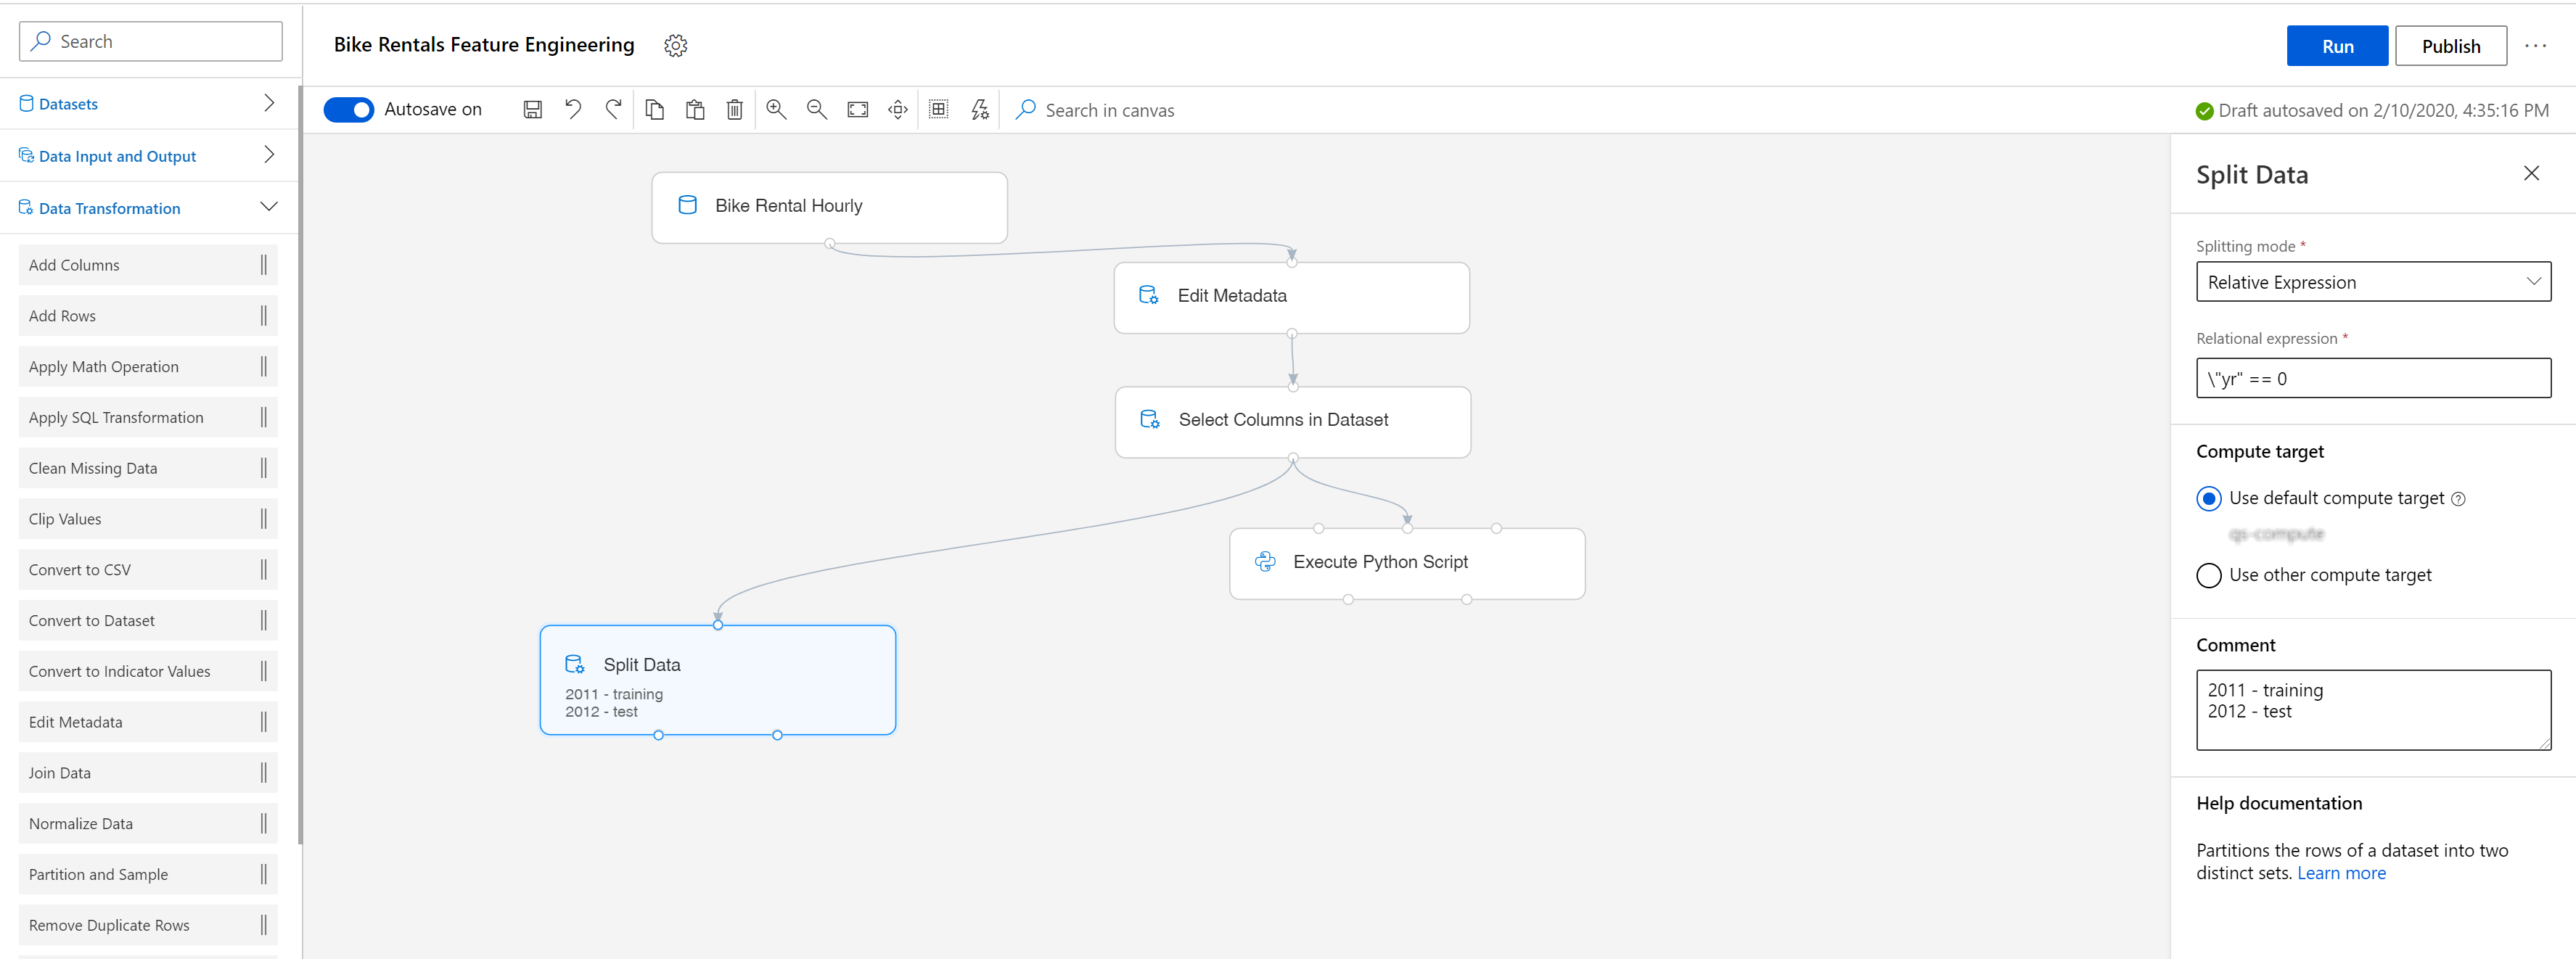 Search
Bike Rentals Feature Engineering
Run
Publish
Datasets
Autosave on
Search in canvas
Draft autosaved on 2/10/2020, 4:35:16 PM
Data Input and Output
Data Transformation
Add Columns
Add Rows
Apply Math Operation
Apply SQL Transformation
Clean Missing Data
Clip Values
Convert to CSV
Convert to Dataset
Convert to Indicator Values
Edit Metadata
Join Data
Normalize Data
Partition and Sample
Remove Duplicate Rows
Bike Rental Hourly
Edit Metadata
Select Columns in Dataset
Execute Python Script
Split Data
2011 - training
2012 - test
Split Data
Splitting mode *
Relative Expression
Relational expression *
\"yr" == 0
Compute target
Use default compute target
qs-compute
Use other compute target
Comment
2011 - training
2012 - test
Help documentation
Partitions the rows of a dataset into two
distinct sets. Learn more